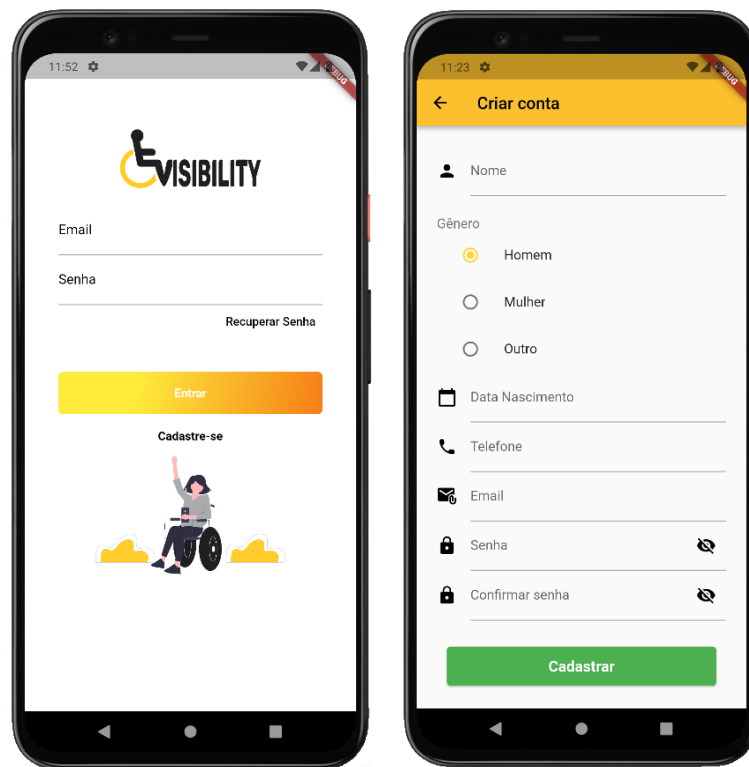 11:52
VISIBILITY
Email
Senha
Recuperar Senha
Entrar
Cadastre-se
11:23
Criar conta
Nome
Gênero
Homem
Mulher
Outro
Data Nascimento
Telefone
Email
Senha
Confirmar senha
Cadastrar